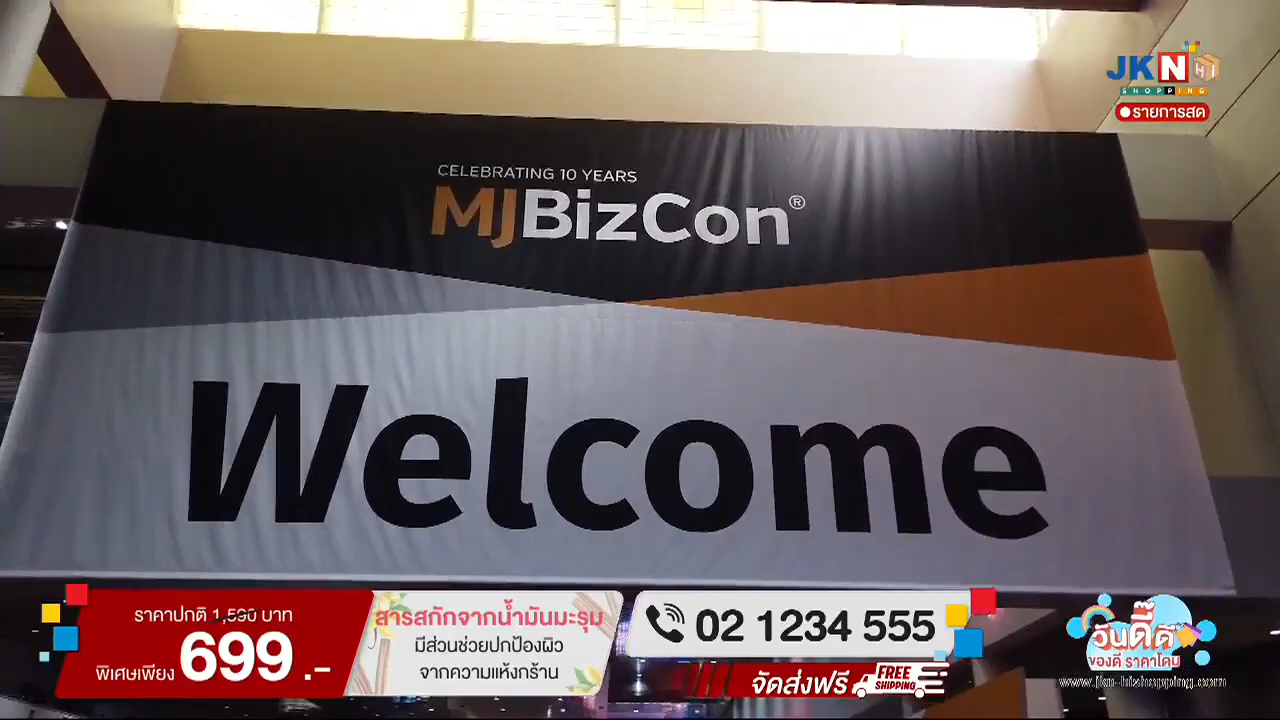 JKN Hi
SHOPPING
รายการสด
CELEBRATING 10 YEARS
MJBizCon®
Welcome
ราคาปกติ 1,590 บาท
พิเศษเพียง 699 .-
สารสกัดจากน้ำมันมะรุม
มีส่วนช่วยปกป้องผิว
จากความแห้งกร้าน
02 1234 555
จัดส่งฟรี FREE SHIPPING
วันดี๊ดี
ของดี ราคาโดน
www.jkn-hishopping.com